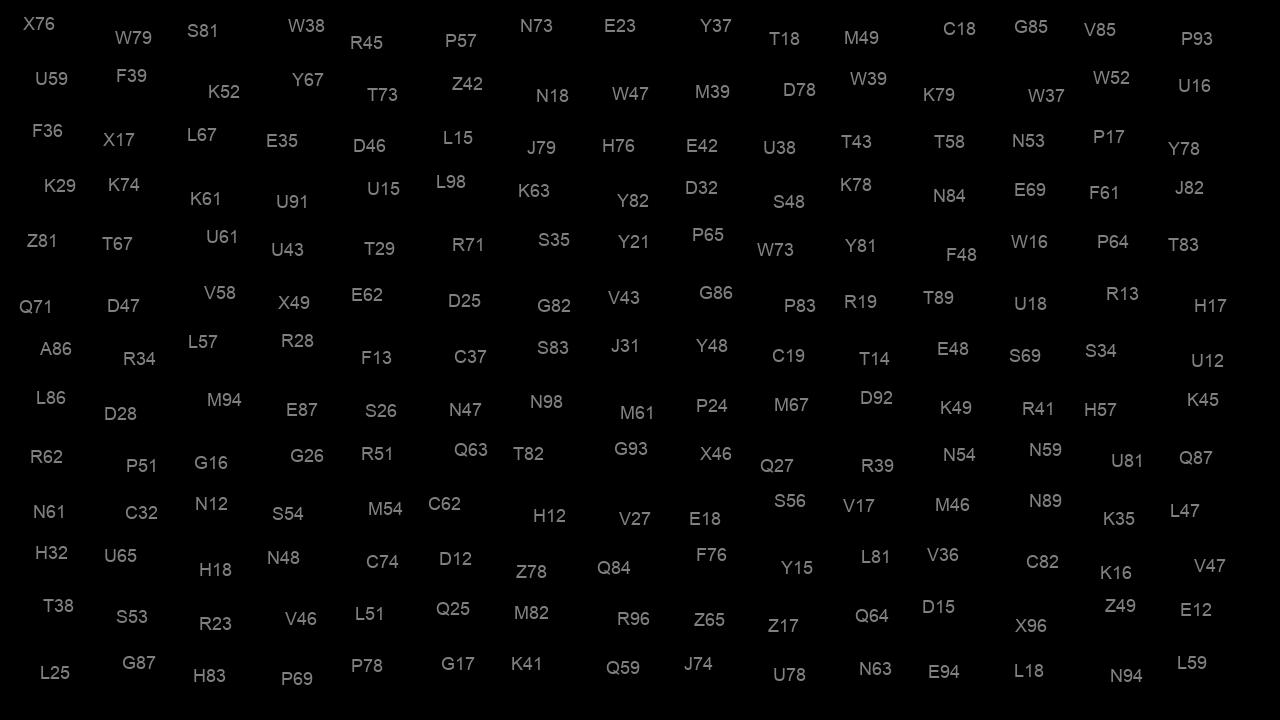 X76 W79 S81 W38 R45 P57 N73 E23 Y37 T18 M49 C18 G85 V85 P93
U59 F39 K52 Y67 T73 Z42 N18 W47 M39 D78 W39 K79 W37 W52 U16
F36 X17 L67 E35 D46 L15 J79 H76 E42 U38 T43 T58 N53 P17 Y78
K29 K74 K61 U91 U15 L98 K63 Y82 D32 S48 K78 N84 E69 F61 J82
Z81 T67 U61 U43 T29 R71 S35 Y21 P65 W73 Y81 F48 W16 P64 T83
Q71 D47 V58 X49 E62 D25 G82 V43 G86 P83 R19 T89 U18 R13 H17
A86 R34 L57 R28 F13 C37 S83 J31 Y48 C19 T14 E48 S69 S34 U12
L86 D28 M94 E87 S26 N47 N98 M61 P24 M67 D92 K49 R41 H57 K45
R62 P51 G16 G26 R51 Q63 T82 G93 X46 Q27 R39 N54 N59 U81 Q87
N61 C32 N12 S54 M54 C62 H12 V27 E18 S56 V17 M46 N89 K35 L47
H32 U65 H18 N48 C74 D12 Z78 Q84 F76 Y15 L81 V36 C82 K16 V47
T38 S53 R23 V46 L51 Q25 M82 R96 Z65 Z17 Q64 D15 X96 Z49 E12
L25 G87 H83 P69 P78 G17 K41 Q59 J74 U78 N63 E94 L18 N94 L59